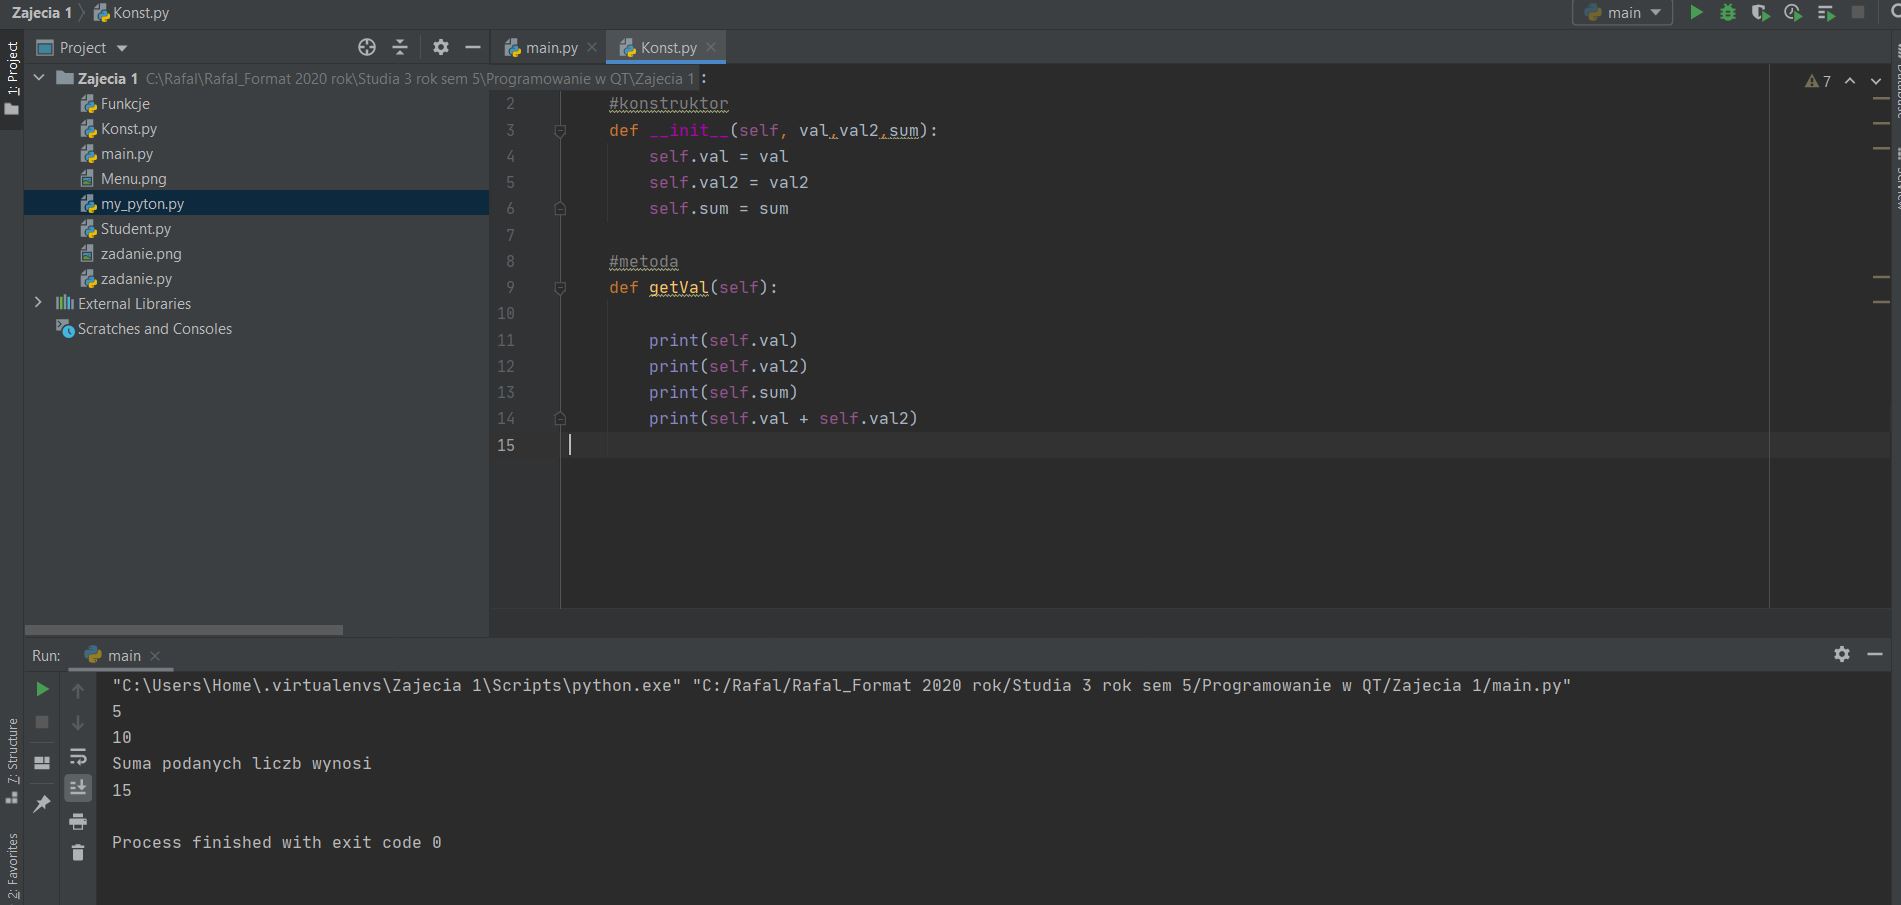 Zajecia 1 Konst.py
main
1: Project
Project
main.py
Konst.py
Zajecia 1 C:\Rafal\Rafal_Format 2020 rok\Studia 3 rok sem 5\Programowanie w QT\Zajecia 1
:
7
Funkcje
Konst.py
main.py
Menu.png
my_pyton.py
Student.py
zadanie.png
zadanie.py
External Libraries
Scratches and Consoles
2 #konstruktor
3 def __init__(self, val,val2,sum):
4 self.val = val
5 self.val2 = val2
6 self.sum = sum
7
8 #metoda
9 def getVal(self):
10
11 print(self.val)
12 print(self.val2)
13 print(self.sum)
14 print(self.val + self.val2)
15
Run: main
"C:\Users\Home\.virtualenvs\Zajecia 1\Scripts\python.exe" "C:/Rafal/Rafal_Format 2020 rok/Studia 3 rok sem 5/Programowanie w QT/Zajecia 1/main.py"
5
10
Suma podanych liczb wynosi
15
Process finished with exit code 0
7: Structure
2: Favorites